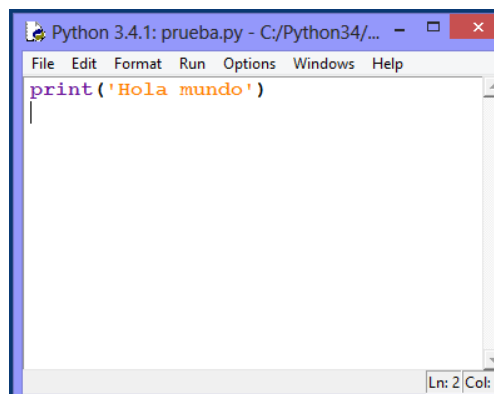 Python 3.4.1: prueba.py - C:/Python34/...
File Edit Format Run Options Windows Help
print('Hola mundo')
Ln: 2 Col: